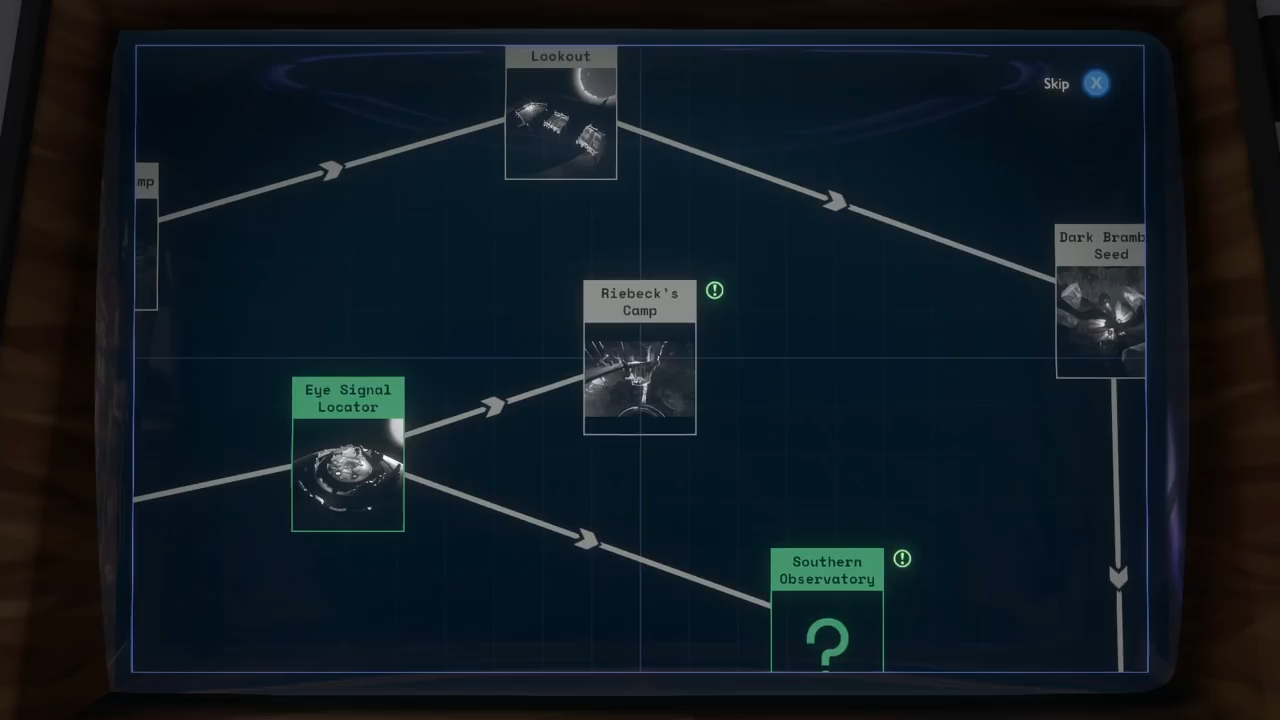 Lookout
Skip X
mp
Dark Bramb
Seed
Riebeck's
Camp
!
Eye Signal
Locator
Southern
Observatory
!
?